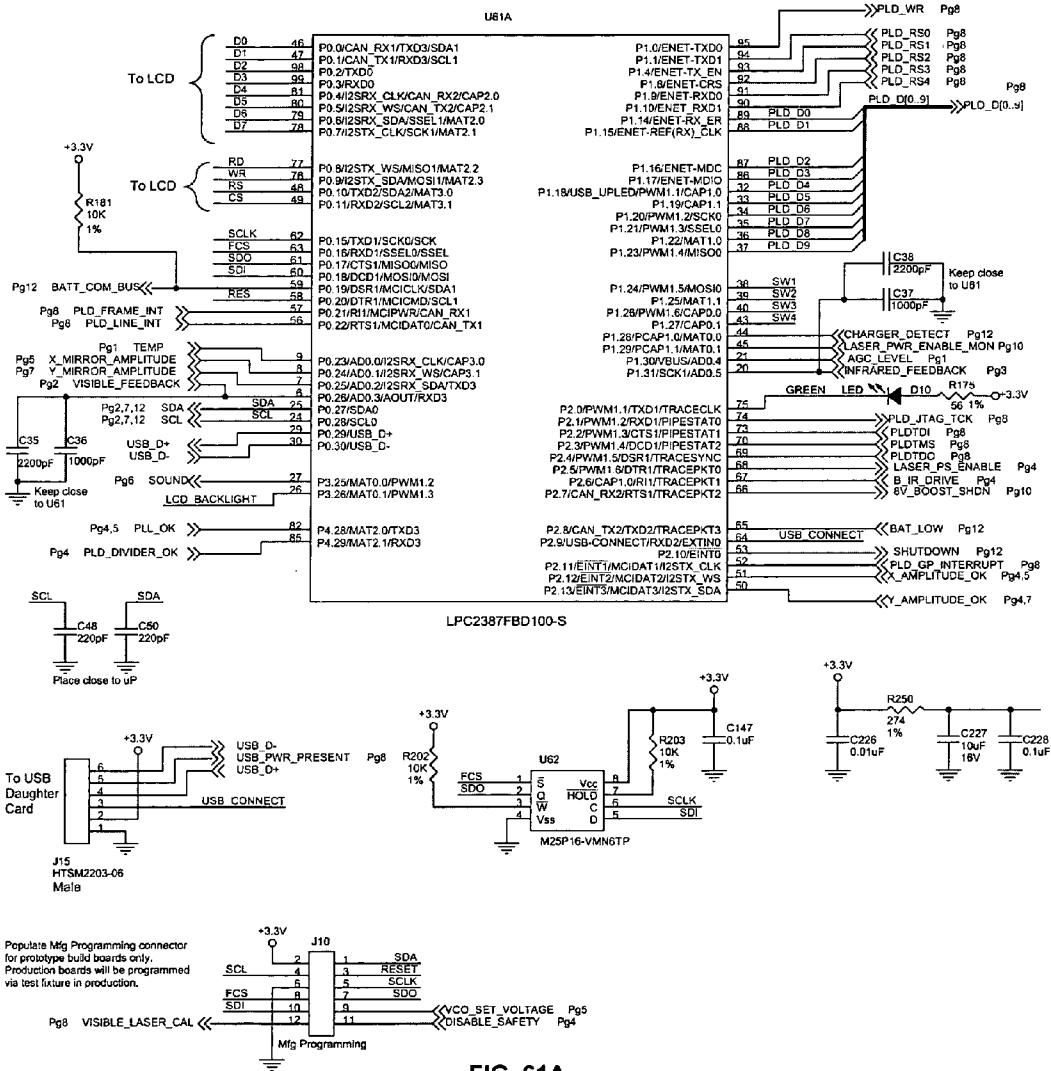 U61A
To LCD
D0 46 P0.0/CAN_RX1/TXD3/SDA1
D1 47 P0.1/CAN_TX1/RXD3/SCL1
D2 98 P0.2/TXD0
D3 99 P0.3/RXD0
D4 81 P0.4/I2SRX_CLK/CAN_RX2/CAP2.0
D5 80 P0.5/I2SRX_WS/CAN_TX2/CAP2.1
D6 79 P0.6/I2SRX_SDA/SSEL1/MAT2.0
D7 78 P0.7/I2STX_CLK/SCK1/MAT2.1
To LCD
RD 77 P0.8/I2STX_WS/MISO1/MAT2.2
WR 76 P0.9/I2STX_SDA/MOSI1/MAT2.3
RS 48 P0.10/TXD2/SDA2/MAT3.0
CS 49 P0.11/RXD2/SCL2/MAT3.1
+3.3V
R181
10K
1%
SCLK 62 P0.15/TXD1/SCK0/SCK
FCS 63 P0.16/RXD1/SSEL0/SSEL
SDO 61 P0.17/CTS1/MISO0/MISO
SDI 60 P0.18/DCD1/MOSI0/MOSI
Pg12 BATT_COM_BUS 59 P0.19/DSR1/MCICLK/SDA1
RES 58 P0.20/DTR1/MCICMD/SCL1
Pg8 PLD_FRAME_INT 57 P0.21/RI1/MCIPWR/CAN_RX1
Pg8 PLD_LINE_INT 56 P0.22/RTS1/MCIDAT0/CAN_TX1
Pg1 TEMP 9 P0.23/AD0.0/I2SRX_CLK/CAP3.0
Pg5 X_MIRROR_AMPLITUDE 8 P0.24/AD0.1/I2SRX_WS/CAP3.1
Pg7 Y_MIRROR_AMPLITUDE 7 P0.25/AD0.2/I2SRX_SDA/TXD3
Pg2 VISIBLE_FEEDBACK 6 P0.26/AD0.3/AOUT/RXD3
Pg2,7,12 SDA SDA 25 P0.27/SDA0
Pg2,7,12 SCL SCL 24 P0.28/SCL0
USB_D+ 29 P0.29/USB_D+
USB_D- 30 P0.30/USB_D-
C35
2200pF
C36
1000pF
Keep close
to U61
Pg6 SOUND 27 P3.25/MAT0.0/PWM1.2
LCD_BACKLIGHT 26 P3.26/MAT0.1/PWM1.3
Pg4,5 PLL_OK 82 P4.28/MAT2.0/TXD3
Pg4 PLD_DIVIDER_OK 85 P4.29/MAT2.1/RXD3
P1.0/ENET-TXD0 95 PLD_WR Pg8
P1.1/ENET-TXD1 94 PLD_RS0 Pg8
P1.4/ENET-TX_EN 93 PLD_RS1 Pg8
P1.8/ENET-CRS 92 PLD_RS2 Pg8
P1.9/ENET-RXD0 91 PLD_RS3 Pg8
P1.10/ENET_RXD1 90 PLD_RS4 Pg8
P1.14/ENET-RX_ER 89 PLD_D0
P1.15/ENET-REF(RX)_CLK 88 PLD_D1
PLD_D[0..9] PLD_D[0..9] Pg8
P1.16/ENET-MDC 87 PLD_D2
P1.17/ENET-MDIO 86 PLD_D3
P1.18/USB_UPLED/PWM1.1/CAP1.0 32 PLD_D4
P1.19/CAP1.1 33 PLD_D5
P1.20/PWM1.2/SCK0 34 PLD_D6
P1.21/PWM1.3/SSEL0 35 PLD_D7
P1.22/MAT1.0 36 PLD_D8
P1.23/PWM1.4/MISO0 37 PLD_D9
P1.24/PWM1.5/MOSI0 38 SW1
P1.25/MAT1.1 39 SW2
P1.26/PWM1.6/CAP0.0 40 SW3
P1.27/CAP0.1 43 SW4
P1.28/PCAP1.0/MAT0.0 44 CHARGER_DETECT Pg12
P1.29/PCAP1.1/MAT0.1 45 LASER_PWR_ENABLE_MON Pg10
P1.30/VBUS/AD0.4 21 AGC_LEVEL Pg1
P1.31/SCK1/AD0.5 20 INFRARED_FEEDBACK Pg3
C38
2200pF
C37
1000pF
Keep close
to U61
P2.0/PWM1.1/TXD1/TRACECLK 75 GREEN LED D10 R175 56 1% +3.3V
P2.1/PWM1.2/RXD1/PIPESTAT0 74 PLD_JTAG_TCK Pg8
P2.2/PWM1.3/CTS1/PIPESTAT1 73 PLDTDI Pg8
P2.3/PWM1.4/DCD1/PIPESTAT2 70 PLDTMS Pg8
P2.4/PWM1.5/DSR1/TRACESYNC 69 PLDTDO Pg8
P2.5/PWM1.6/DTR1/TRACEPKT0 68 LASER_PS_ENABLE Pg4
P2.6/CAP1.0/RI1/TRACEPKT1 67 B_IR_DRIVE Pg4
P2.7/CAN_RX2/RTS1/TRACEPKT2 66 8V_BOOST_SHDN Pg10
P2.8/CAN_TX2/TXD2/TRACEPKT3 65 BAT_LOW Pg12
P2.9/USB-CONNECT/RXD2/EXTIN0 64 USB_CONNECT
P2.10/EINT0 53 SHUTDOWN Pg12
P2.11/EINT1/MCIDAT1/I2STX_CLK 52 PLD_GP_INTERRUPT Pg8
P2.12/EINT2/MCIDAT2/I2STX_WS 51 X_AMPLITUDE_OK Pg4,5
P2.13/EINT3/MCIDAT3/I2STX_SDA 50 Y_AMPLITUDE_OK Pg4,7
LPC2387FBD100-S
SCL SDA
C48
220pF
C50
220pF
Place close to uP
+3.3V
To USB
Daughter
Card
6 USB_D-
5 USB_PWR_PRESENT Pg8
4 USB_D+
3 USB_CONNECT
2
1
J15
HTSM2203-06
Male
+3.3V
R202
10K
1%
U62
FCS 1 S
SDO 2 Q
3 W
4 Vss
Vcc 8
HOLD 7
C 6 SCLK
D 5 SDI
M25P16-VMN6TP
+3.3V
R203
10K
1%
C147
0.1uF
+3.3V
R250
274
1%
C226
0.01uF
C227
10uF
16V
C228
0.1uF
Populate Mfg Programming connector
for prototype build boards only.
Production boards will be programmed
via test fixture in production.
+3.3V
J10
2 1 SDA
SCL 4 3 RESET
6 5 SCLK
FCS 8 7 SDO
SDI 10 9 VCO_SET_VOLTAGE Pg5
Pg8 VISIBLE_LASER_CAL 12 11 DISABLE_SAFETY Pg4
Mfg Programming
FIG. 61A